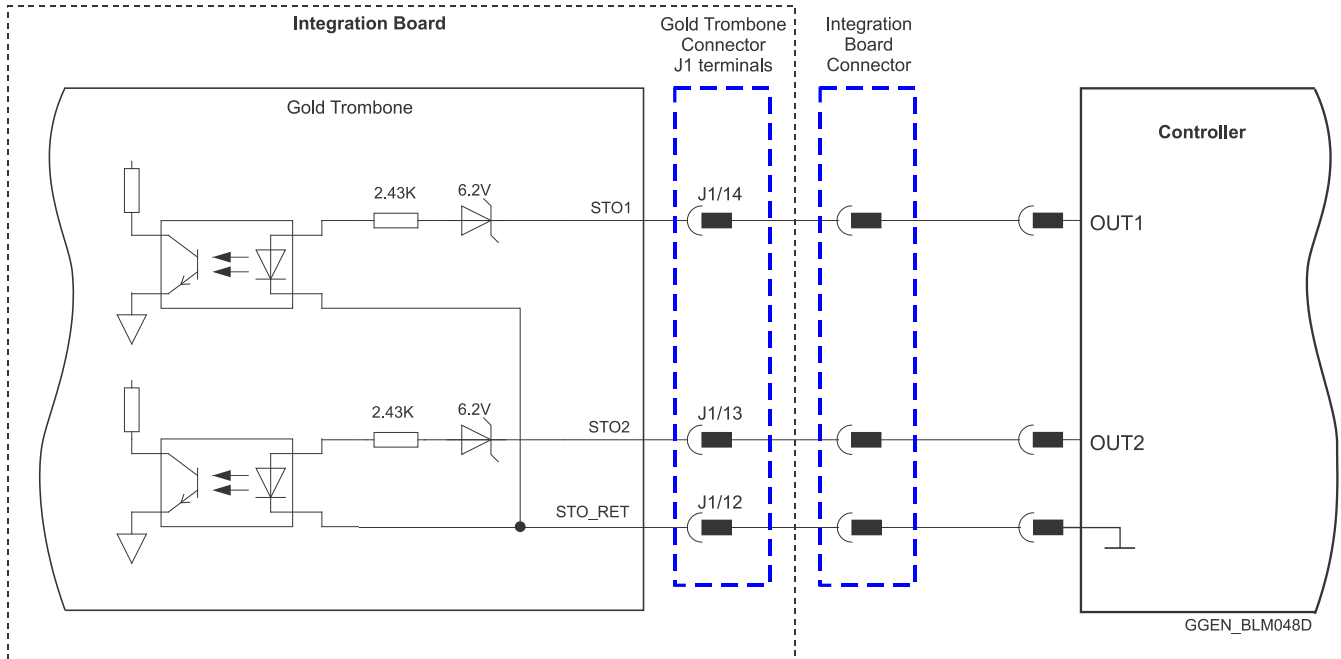 Integration Board
Gold Trombone
Connector
J1 terminals
Integration
Board
Connector
Gold Trombone
Controller
2.43K
6.2V
STO1
J1/14
OUT1
2.43K
6.2V
STO2
J1/13
OUT2
STO_RET
J1/12
GGEN_BLM048D